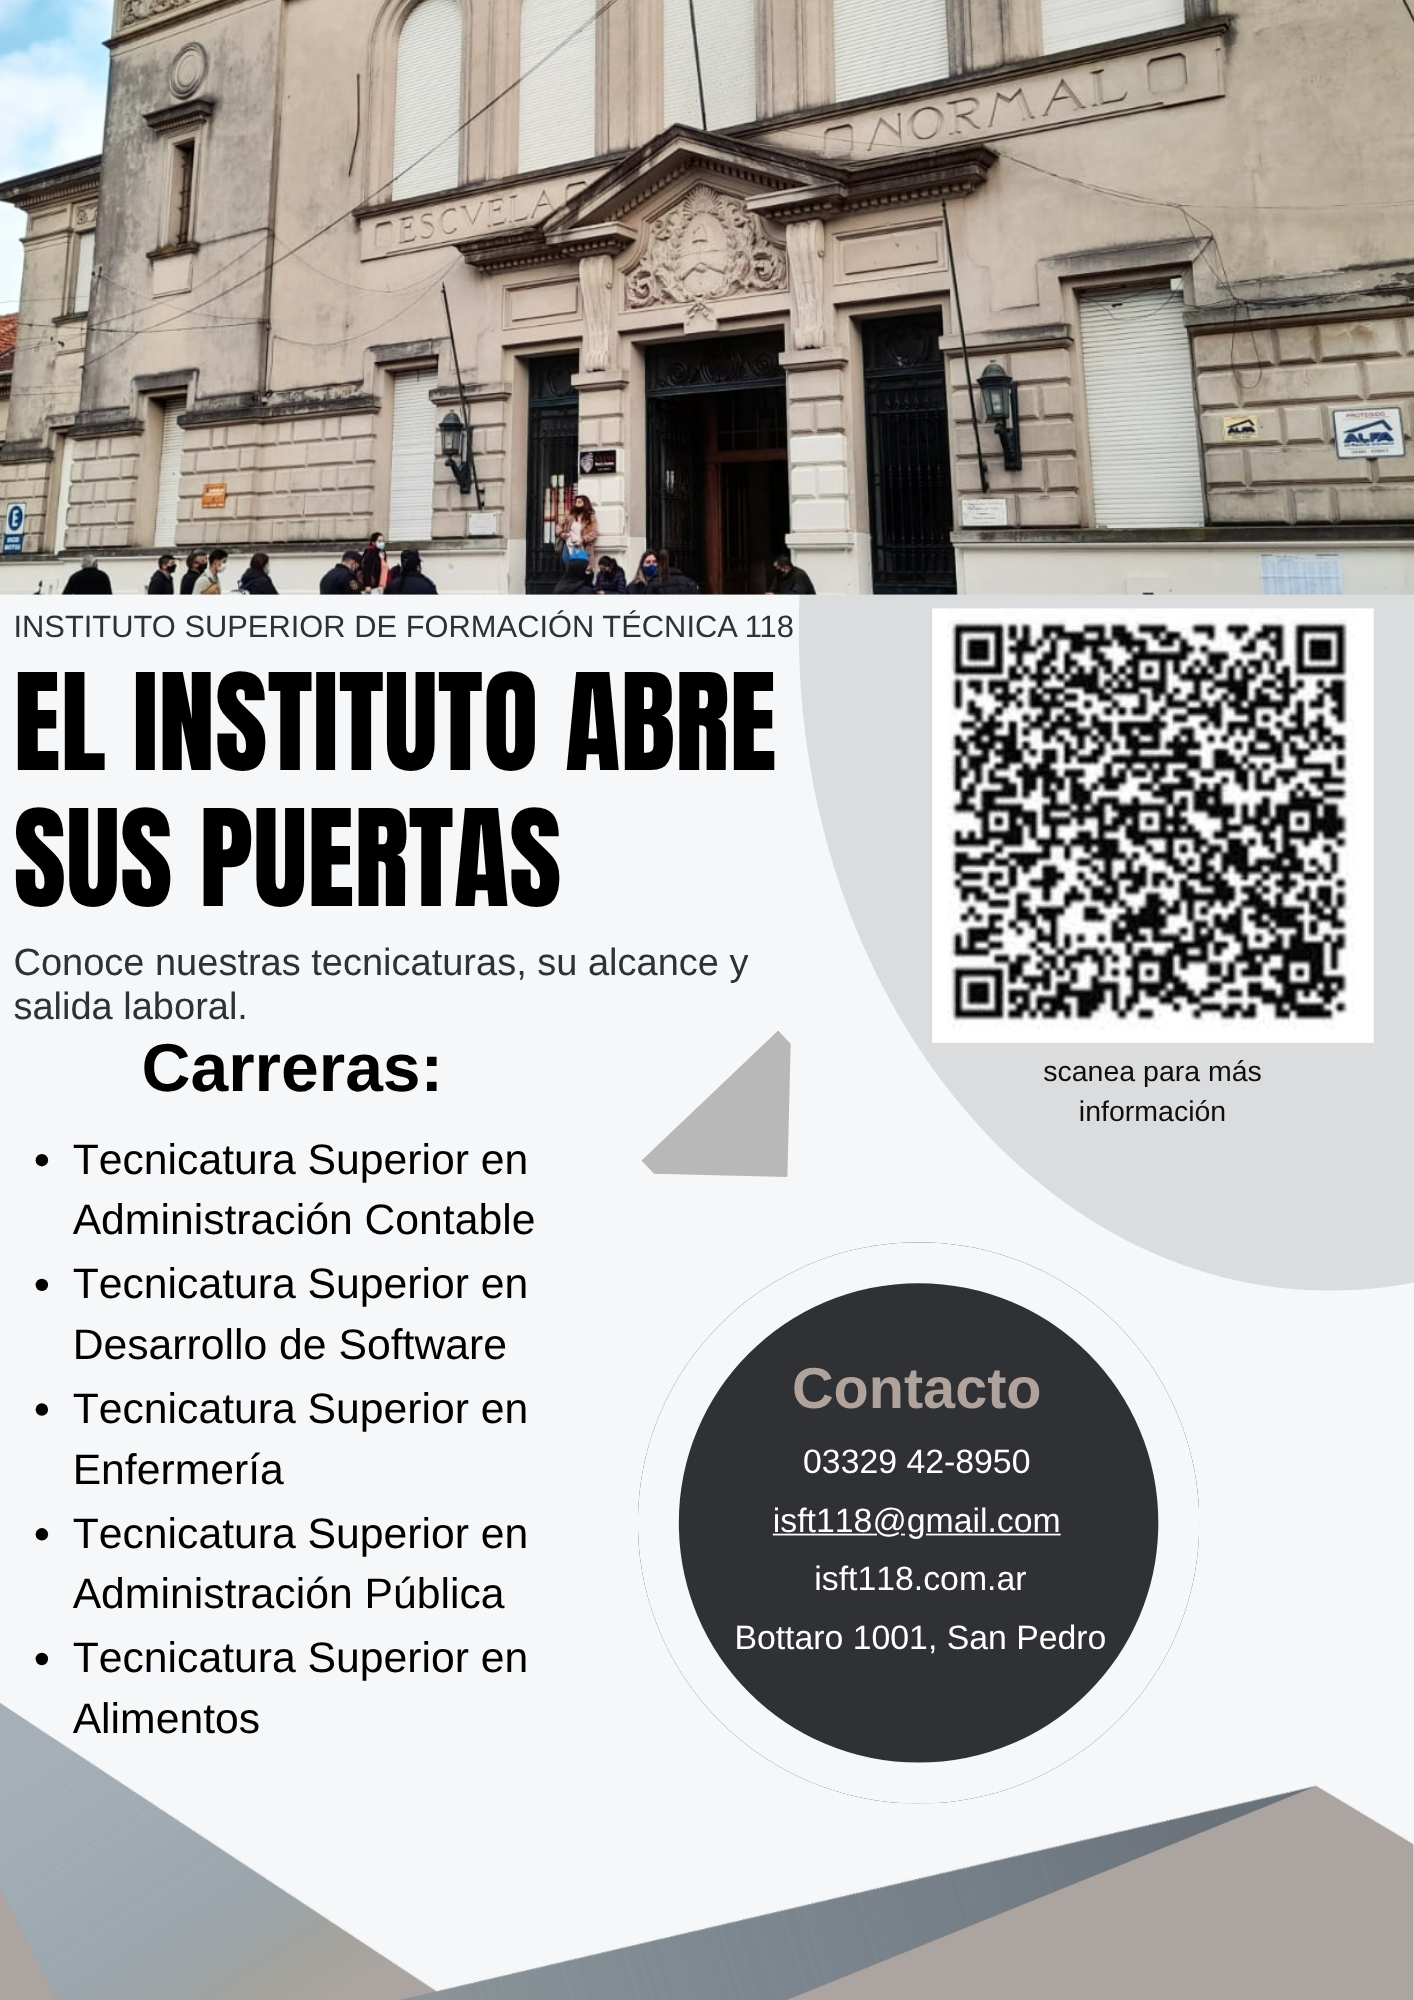 NORMAL
ESCVELA
PROTEGIDO
ALFA
ALFA
E
INSTITUTO SUPERIOR DE FORMACIÓN TÉCNICA 118
EL INSTITUTO ABRE
SUS PUERTAS
Conoce nuestras tecnicaturas, su alcance y
salida laboral.
Carreras:
• Tecnicatura Superior en
Administración Contable
• Tecnicatura Superior en
Desarrollo de Software
• Tecnicatura Superior en
Enfermería
• Tecnicatura Superior en
Administración Pública
• Tecnicatura Superior en
Alimentos
scanea para más
información
Contacto
03329 42-8950
isft118@gmail.com
isft118.com.ar
Bottaro 1001, San Pedro